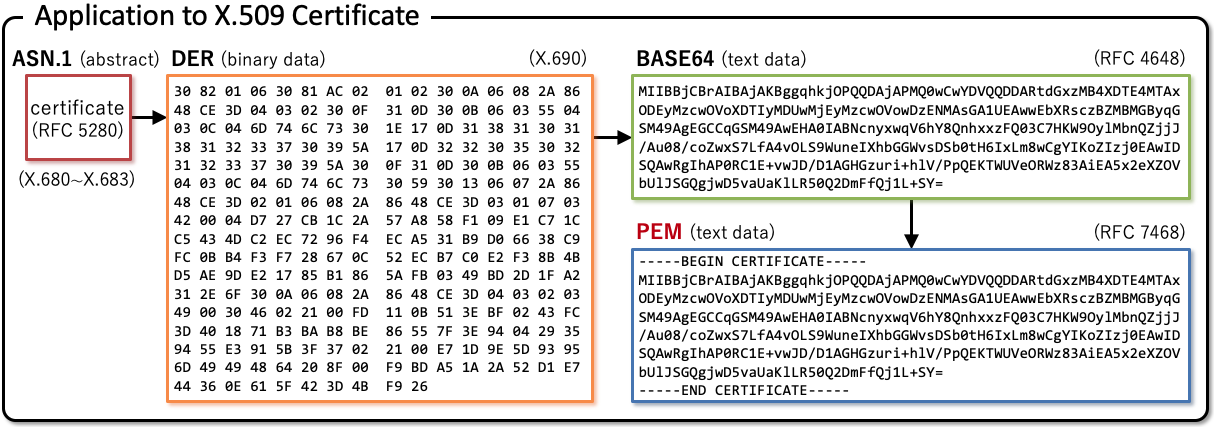 Application to X.509 Certificate
ASN.1 (abstract)
certificate
(RFC 5280)
(X.680~X.683)
DER (binary data) (X.690)
30 82 01 06 30 81 AC 02 01 02 30 0A 06 08 2A 86
48 CE 3D 04 03 02 30 0F 31 0D 30 0B 06 03 55 04
03 0C 04 6D 74 6C 73 30 1E 17 0D 31 38 31 30 31
38 31 32 33 37 30 39 5A 17 0D 32 32 30 35 30 32
31 32 33 37 30 39 5A 30 0F 31 0D 30 0B 06 03 55
04 03 0C 04 6D 74 6C 73 30 59 30 13 06 07 2A 86
48 CE 3D 02 01 06 08 2A 86 48 CE 3D 03 01 07 03
42 00 04 D7 27 CB 1C 2A 57 A8 58 F1 09 E1 C7 1C
C5 43 4D C2 EC 72 96 F4 EC A5 31 B9 D0 66 38 C9
FC 0B B4 F3 F7 28 67 0C 52 EC B7 C0 E2 F3 8B 4B
D5 AE 9D E2 17 85 B1 86 5A FB 03 49 BD 2D 1F A2
31 2E 6F 30 0A 06 08 2A 86 48 CE 3D 04 03 02 03
49 00 30 46 02 21 00 FD 11 0B 51 3E BF 02 43 FC
3D 40 18 71 B3 BA B8 BE 86 55 7F 3E 94 04 29 35
94 55 E3 91 5B 3F 37 02 21 00 E7 1D 9E 5D 93 95
6D 49 49 48 64 20 8F 00 F9 BD A5 1A 2A 52 D1 E7
44 36 0E 61 5F 42 3D 4B F9 26
BASE64 (text data) (RFC 4648)
MIIBBjCBrAIBAjAKBggqhkjOPQQDAjAPMQ0wCwYDVQQDDARtdGxzMB4XDTE4MTAx
ODEyMzcwOVoXDTIyMDUwMjEyMzcwOVowDzENMAsGA1UEAwwEbXRsczBZMBMGByqG
SM49AgEGCCqGSM49AwEHA0IABNcnyxwqV6hY8QnhxxzFQ03C7HKW9OylMbnQZjjJ
/Au08/coZwxS7LfA4vOLS9WuneIXhbGGWvsDSb0tH6IxLm8wCgYIKoZIzj0EAwID
SQAwRgIhAP0RC1E+vwJD/D1AGHGzuri+hlV/PpQEKTWUVeORWz83AiEA5x2eXZOV
bUlJSGQgjwD5vaUaKlLR50Q2DmFfQj1L+SY=
PEM (text data) (RFC 7468)
-----BEGIN CERTIFICATE-----
MIIBBjCBrAIBAjAKBggqhkjOPQQDAjAPMQ0wCwYDVQQDDARtdGxzMB4XDTE4MTAx
ODEyMzcwOVoXDTIyMDUwMjEyMzcwOVowDzENMAsGA1UEAwwEbXRsczBZMBMGByqG
SM49AgEGCCqGSM49AwEHA0IABNcnyxwqV6hY8QnhxxzFQ03C7HKW9OylMbnQZjjJ
/Au08/coZwxS7LfA4vOLS9WuneIXhbGGWvsDSb0tH6IxLm8wCgYIKoZIzj0EAwID
SQAwRgIhAP0RC1E+vwJD/D1AGHGzuri+hlV/PpQEKTWUVeORWz83AiEA5x2eXZOV
bUlJSGQgjwD5vaUaKlLR50Q2DmFfQj1L+SY=
-----END CERTIFICATE-----